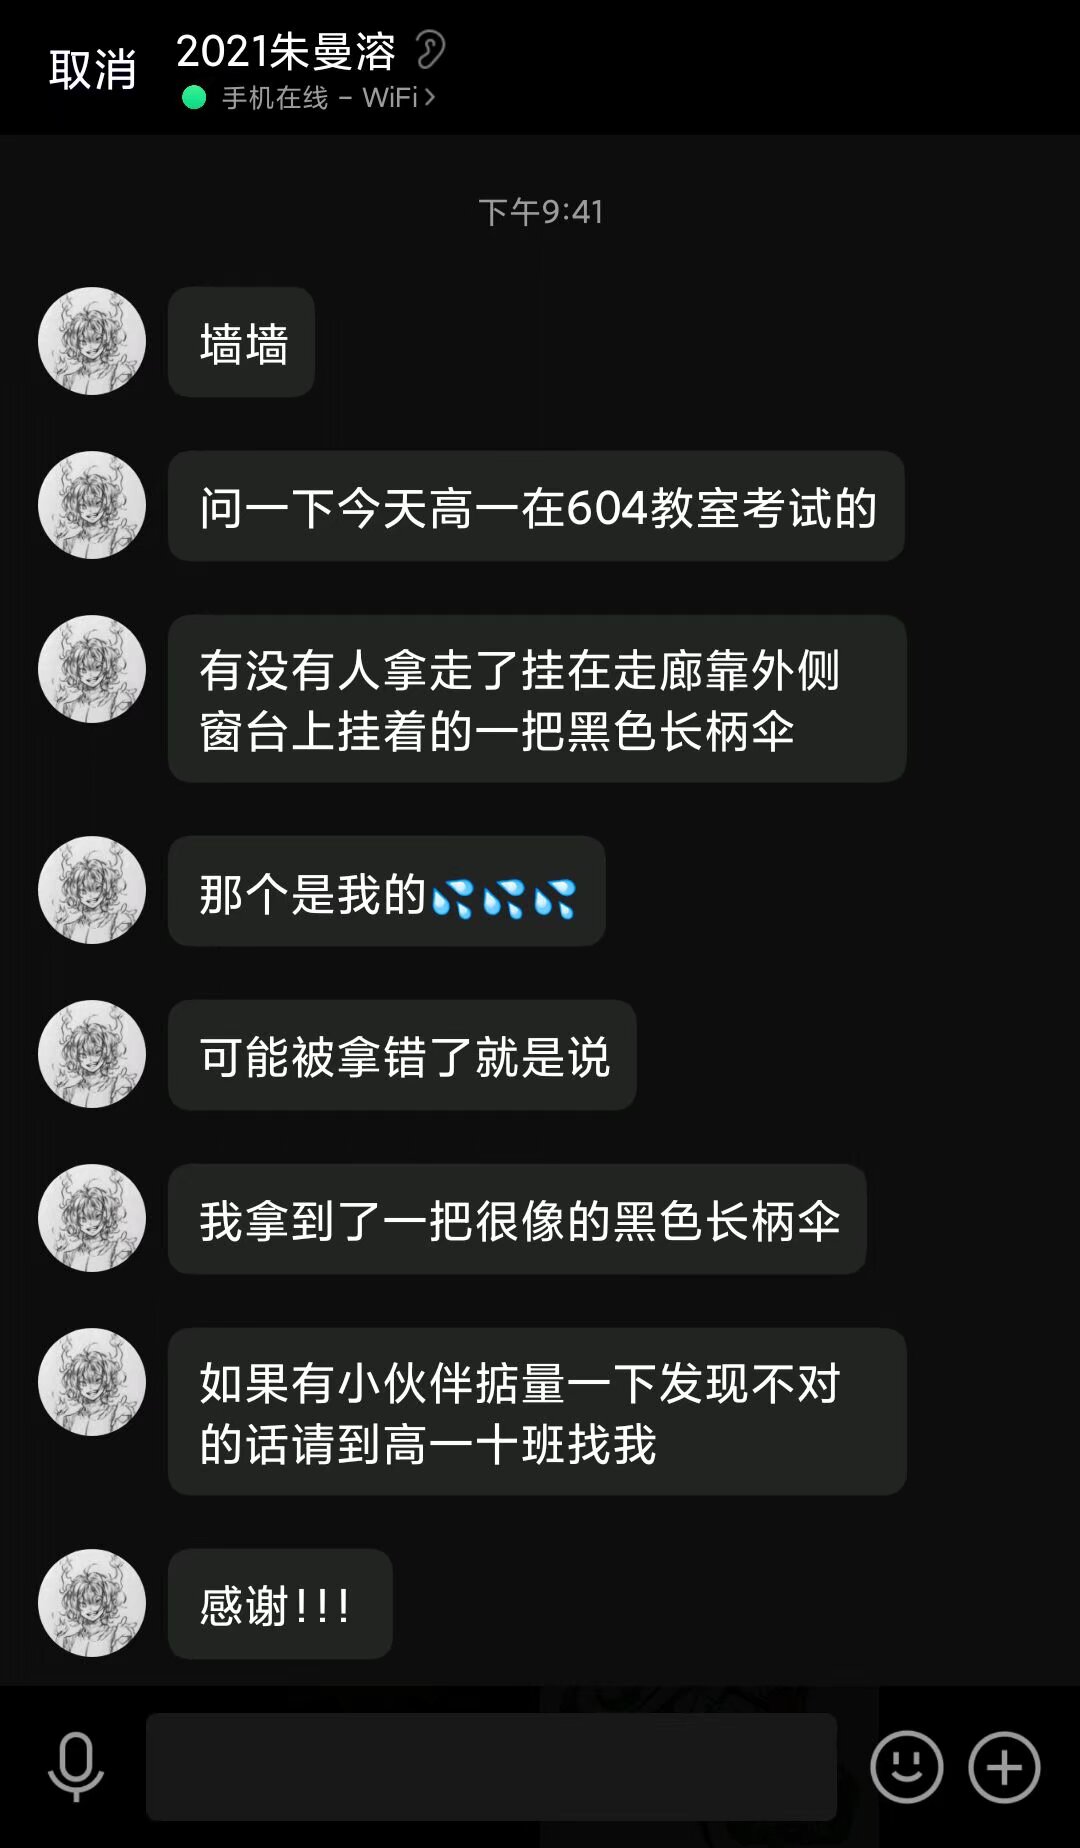 取消
2021朱曼溶
手机在线 - WiFi
下午9:41
墙墙
问一下今天高一在604教室考试的
有没有人拿走了挂在走廊靠外侧
窗台上挂着的一把黑色长柄伞
那个是我的💦💦💦
可能被拿错了就是说
我拿到了一把很像的黑色长柄伞
如果有小伙伴掂量一下发现不对
的话请到高一十班找我
感谢!!!